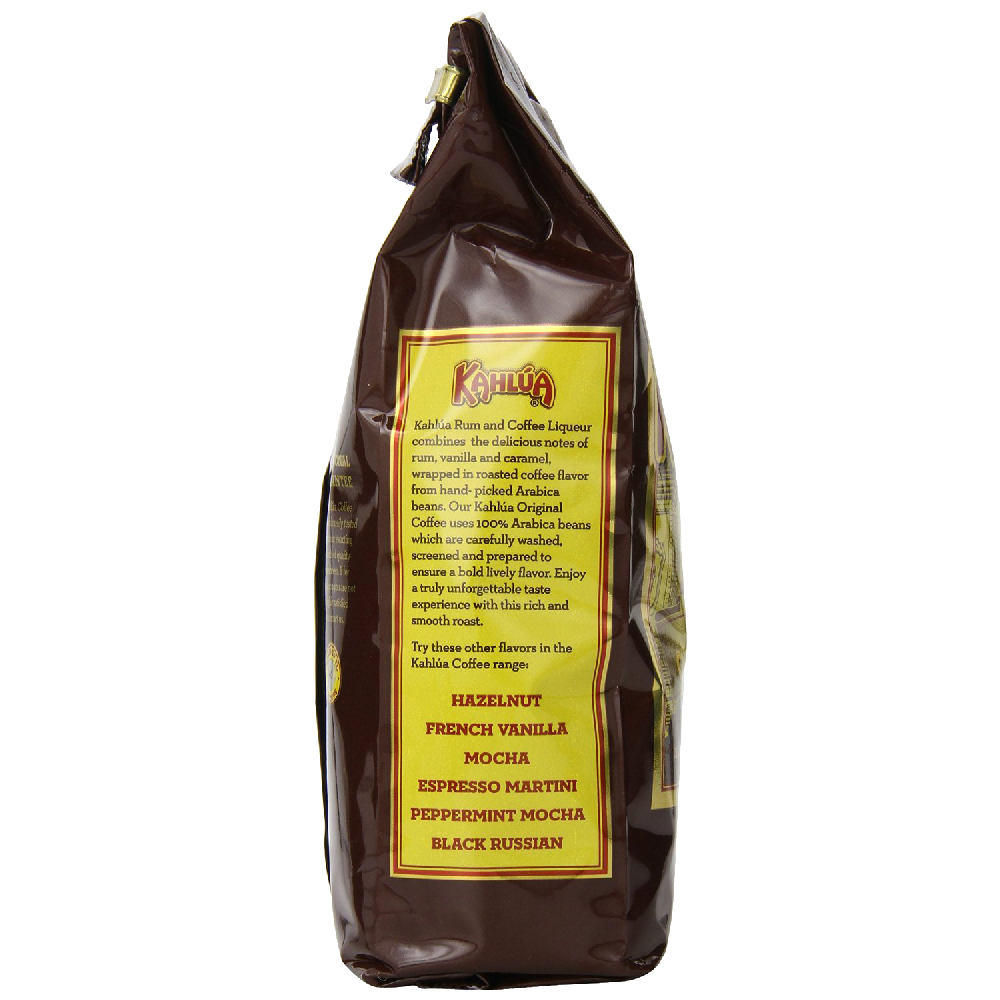 KAHLÚA
®
Kahlúa Rum and Coffee Liqueur
combines the delicious notes of
rum, vanilla and caramel,
wrapped in roasted coffee flavor
from hand- picked Arabica
beans. Our Kahlúa Original
Coffee uses 100% Arabica beans
which are carefully washed,
screened and prepared to
ensure a bold lively flavor. Enjoy
a truly unforgettable taste
experience with this rich and
smooth roast.
Try these other flavors in the
Kahlúa Coffee range:
HAZELNUT
FRENCH VANILLA
MOCHA
ESPRESSO MARTINI
PEPPERMINT MOCHA
BLACK RUSSIAN